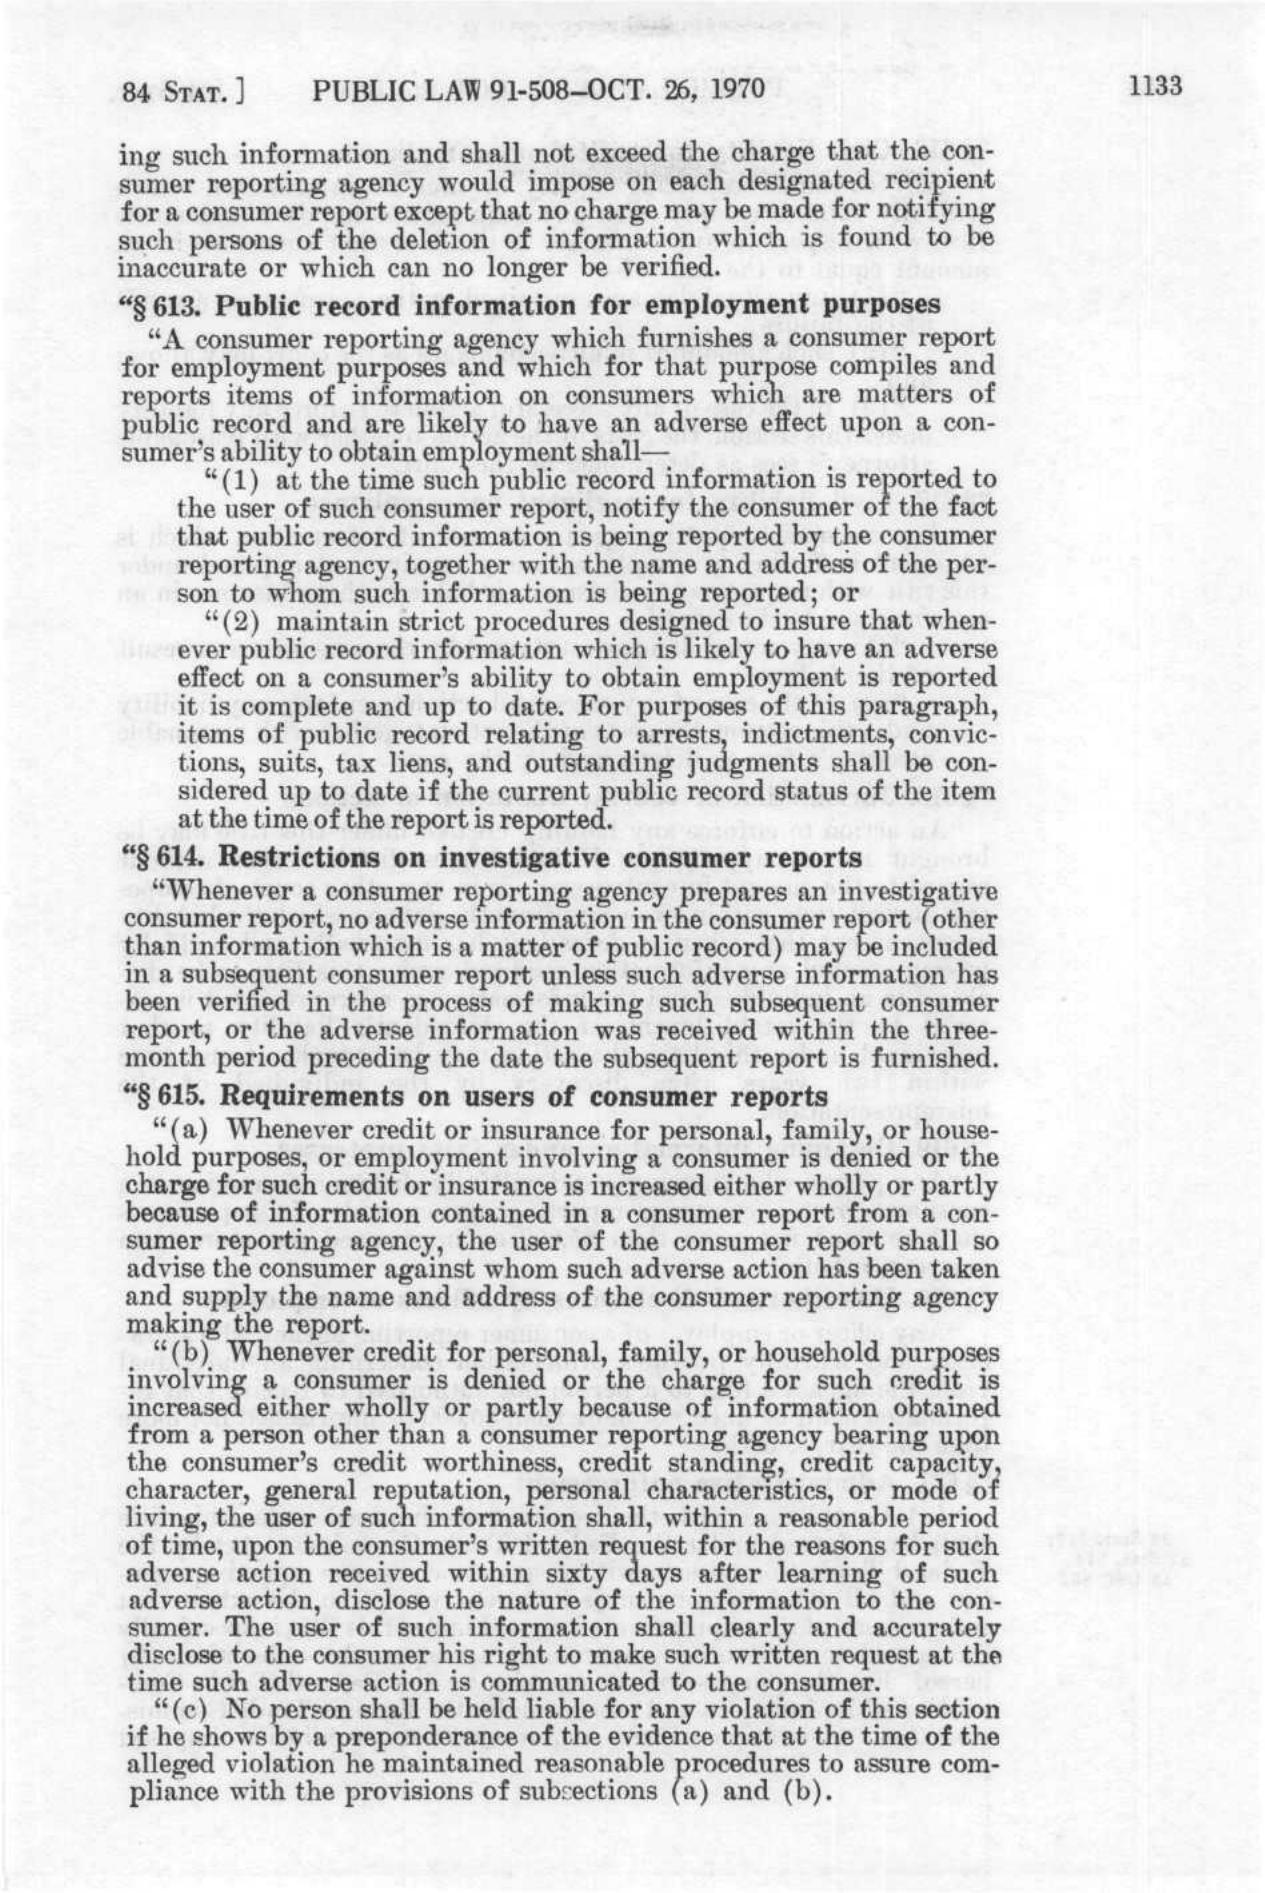 84 STAT. ] PUBLIC LAW 91-508–OCT. 26, 1970 1133
ing such information and shall not exceed the charge that the con-
sumer reporting agency would impose on each designated recipient
for a consumer report except that no charge may be made for notifying
such persons of the deletion of information which is found to be
inaccurate or which can no longer be verified.
“§ 613. Public record information for employment purposes
“A consumer reporting agency which furnishes a consumer report
for employment purposes and which for that purpose compiles and
reports items of information on consumers which are matters of
public record and are likely to have an adverse effect upon a con-
sumer's ability to obtain employment shall—
“(1) at the time such public record information is reported to
the user of such consumer report, notify the consumer of the fact
that public record information is being reported by the consumer
reporting agency, together with the name and address of the per-
son to whom such information is being reported; or
“(2) maintain strict procedures designed to insure that when-
ever public record information which is likely to have an adverse
effect on a consumer's ability to obtain employment is reported
it is complete and up to date. For purposes of this paragraph,
items of public record relating to arrests, indictments, convic-
tions, suits, tax liens, and outstanding judgments shall be con-
sidered up to date if the current public record status of the item
at the time of the report is reported.
“§ 614. Restrictions on investigative consumer reports
“Whenever a consumer reporting agency prepares an investigative
consumer report, no adverse information in the consumer report (other
than information which is a matter of public record) may be included
in a subsequent consumer report unless such adverse information has
been verified in the process of making such subsequent consumer
report, or the adverse information was received within the three-
month period preceding the date the subsequent report is furnished.
“§ 615. Requirements on users of consumer reports
“(a) Whenever credit or insurance for personal, family, or house-
hold purposes, or employment involving a consumer is denied or the
charge for such credit or insurance is increased either wholly or partly
because of information contained in a consumer report from a con-
sumer reporting agency, the user of the consumer report shall so
advise the consumer against whom such adverse action has been taken
and supply the name and address of the consumer reporting agency
making the report.
“(b) Whenever credit for personal, family, or household purposes
involving a consumer is denied or the charge for such credit is
increased either wholly or partly because of information obtained
from a person other than a consumer reporting agency bearing upon
the consumer's credit worthiness, credit standing, credit capacity,
character, general reputation, personal characteristics, or mode of
living, the user of such information shall, within a reasonable period
of time, upon the consumer's written request for the reasons for such
adverse action received within sixty days after learning of such
adverse action, disclose the nature of the information to the con-
sumer. The user of such information shall clearly and accurately
disclose to the consumer his right to make such written request at the
time such adverse action is communicated to the consumer.
“(c) No person shall be held liable for any violation of this section
if he shows by a preponderance of the evidence that at the time of the
alleged violation he maintained reasonable procedures to assure com-
pliance with the provisions of subsections (a) and (b).